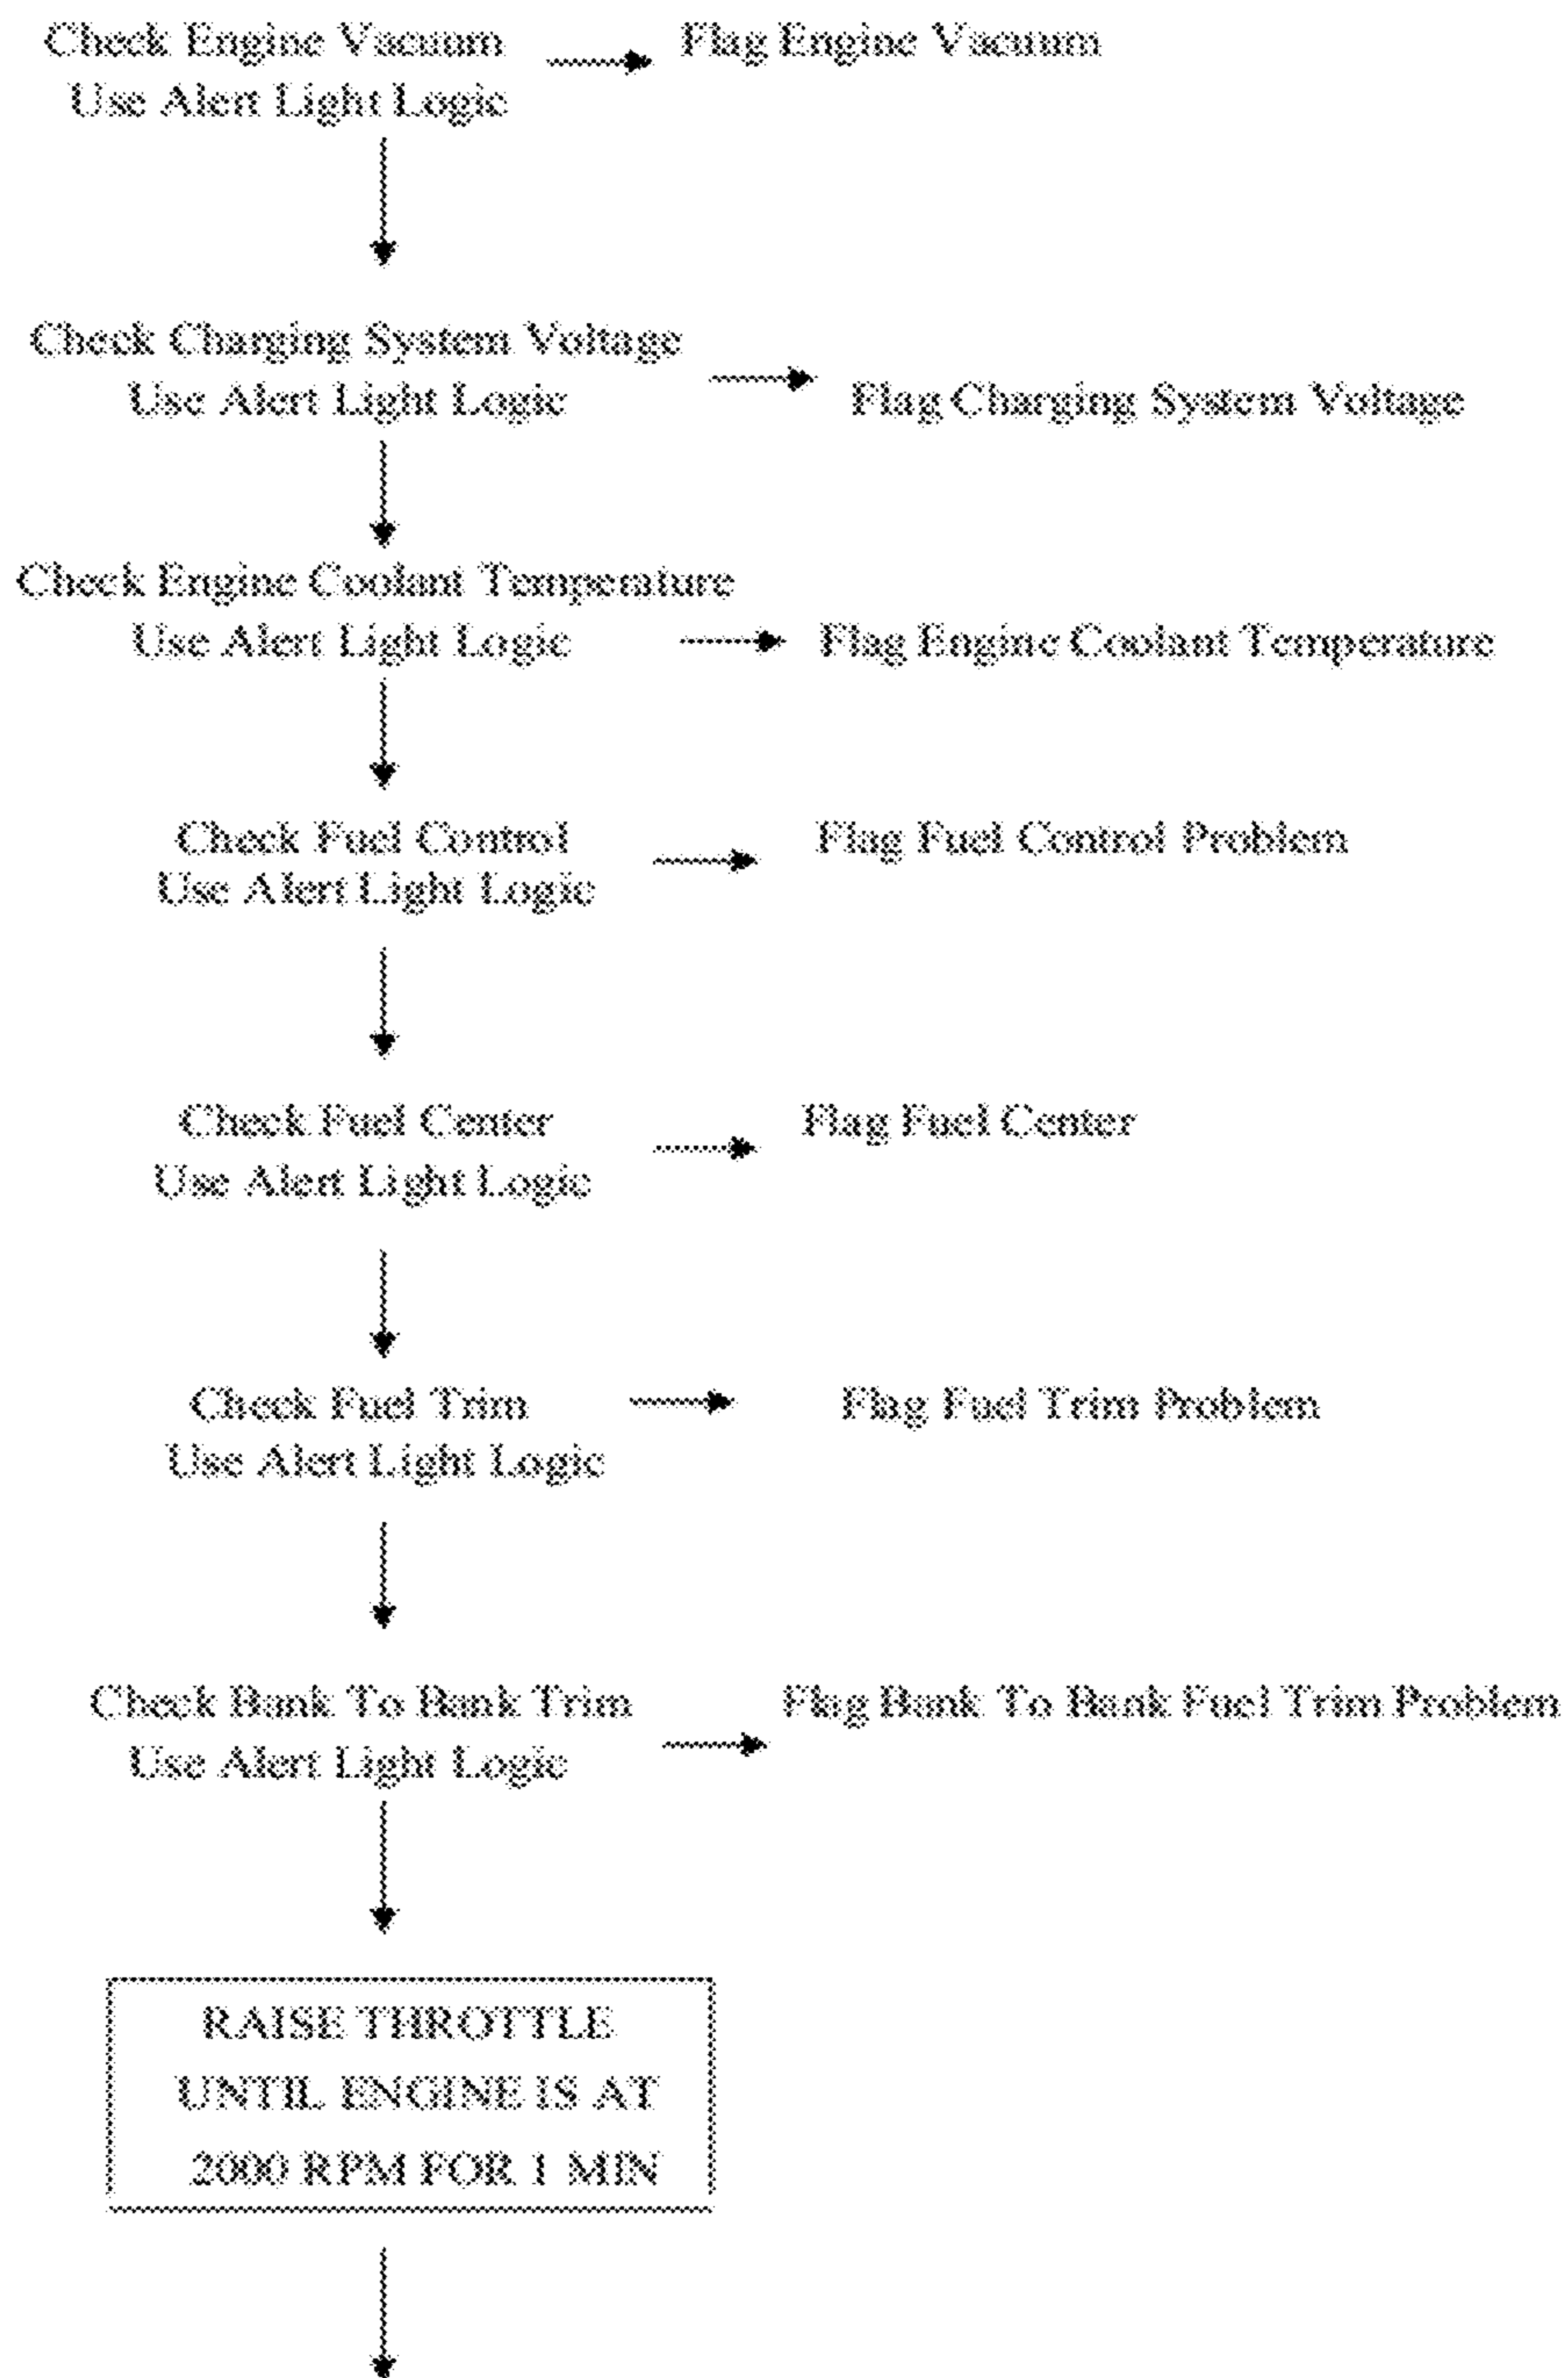 Check Engine Vacuum
Flag Engine Vacuum
Use Alert Light Logic
Check Charging System Voltage
Use Alert Light Logic
Flag Charging System Voltage
Check Engine Coolant Temperature
Use Alert Light Logic
Flag Engine Coolant Temperature
Check Fuel Control
Flag Fuel Control Problem
Use Alert Light Logic
Check Fuel Center
Flag Fuel Center
Use Alert Light Logic
Check Fuel Trim
Flag Fuel Trim Problem
Use Alert Light Logic
Check Bank To Bank Trim
Flag Bank To Bank Fuel Trim Problem
Use Alert Light Logic
RAISE THROTTLE
UNTIL ENGINE IS AT
2000 RPM FOR 1 MIN